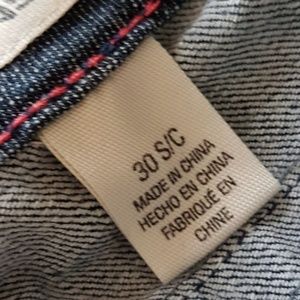 30 S/C
MADE IN CHINA
HECHO EN CHINA
FABRIQUÉ EN
CHINE